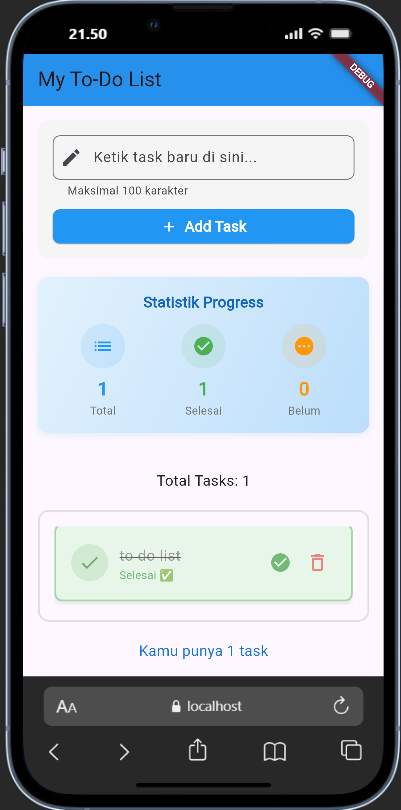 21.50
My To-Do List
DEBUG
Ketik task baru di sini...
Maksimal 100 karakter
+ Add Task
Statistik Progress
1 1 0
Total Selesai Belum
Total Tasks: 1
to do list
Selesai ✅
Kamu punya 1 task
AA localhost